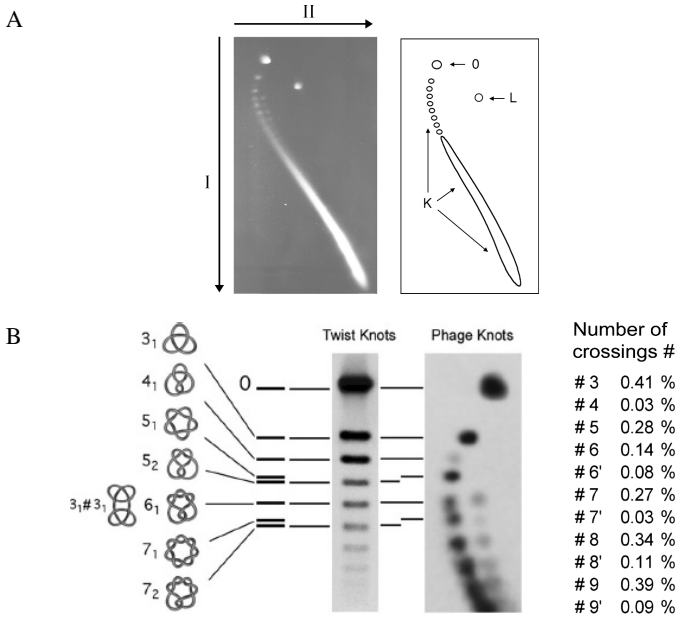 A
II
I
0
L
K
B
Twist Knots
Phage Knots
Number of
crossings #
0
3₁
4₁
5₁
5₂
3₁#3₁
6₁
7₁
7₂
# 3 0.41 %
# 4 0.03 %
# 5 0.28 %
# 6 0.14 %
# 6' 0.08 %
# 7 0.27 %
# 7' 0.03 %
# 8 0.34 %
# 8' 0.11 %
# 9 0.39 %
# 9' 0.09 %